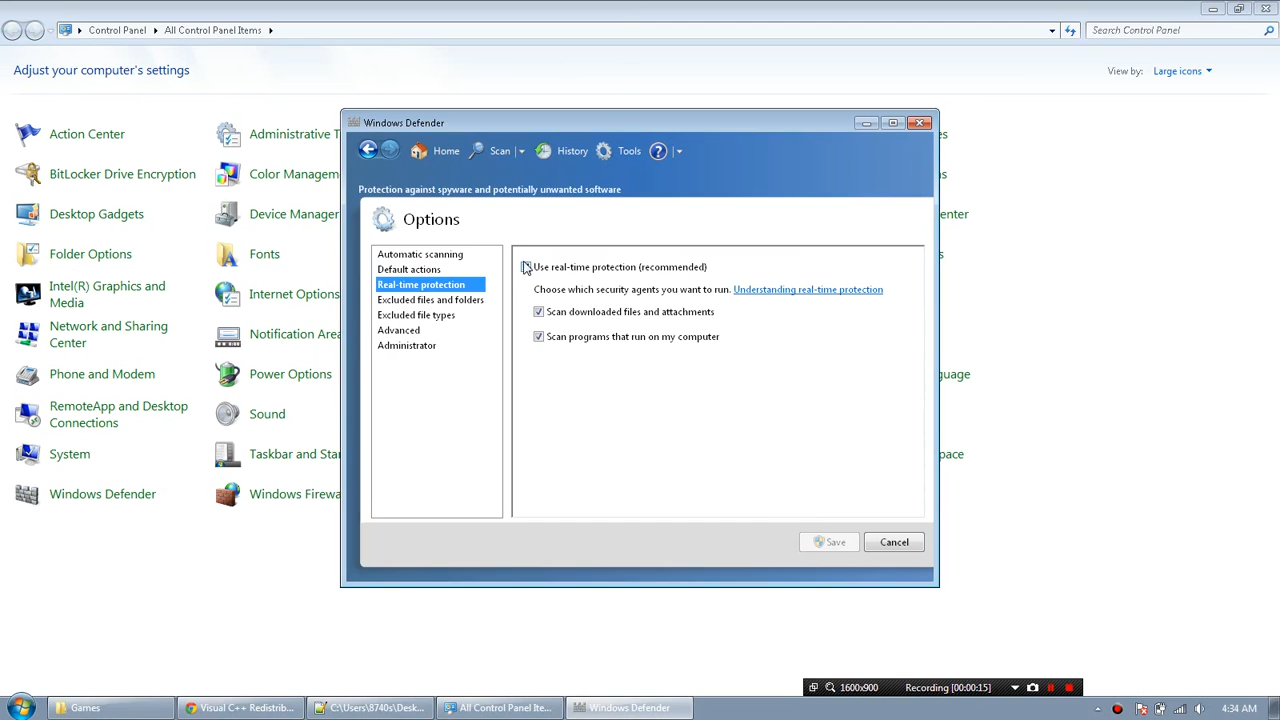 Control Panel
All Control Panel Items
Search Control Panel
Adjust your computer's settings
View by:
Large icons
Action Center
Administrative T
BitLocker Drive Encryption
Color Managem
Desktop Gadgets
Device Manager
enter
Folder Options
Fonts
Intel(R) Graphics and
Media
Internet Options
Network and Sharing
Center
Notification Area
Phone and Modem
Power Options
guage
RemoteApp and Desktop
Connections
Sound
System
Taskbar and Star
pace
Windows Defender
Windows Firewa
Windows Defender
Home
Scan
History
Tools
Protection against spyware and potentially unwanted software
Options
Automatic scanning
Default actions
Real-time protection
Excluded files and folders
Excluded file types
Advanced
Administrator
Use real-time protection (recommended)
Choose which security agents you want to run. Understanding real-time protection
Scan downloaded files and attachments
Scan programs that run on my computer
Save
Cancel
1600x900
Recording [00:00:15]
Games
Visual C++ Redistrib...
C:\Users\8740s\Desk...
All Control Panel Ite...
Windows Defender
4:34 AM